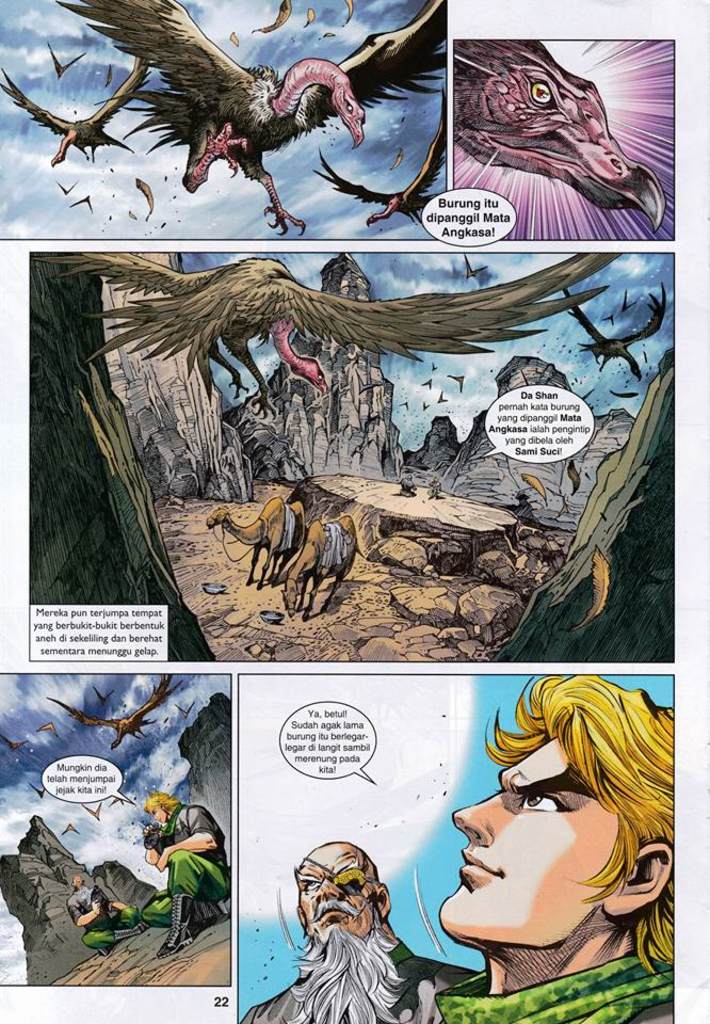 Burung itu
dipanggil Mata
Angkasa!
Da Shan
pernah kata burung
yang dipanggil Mata
Angkasa ialah pengintip
yang dibela oleh
Sami Suci!
Mereka pun terjumpa tempat
yang berbukit-bukit berbentuk
aneh di sekeliling dan berehat
sementara menunggu gelap.
Mungkin dia
telah menjumpai
jejak kita ini!
Ya, betul!
Sudah agak lama
burung itu berlegar-
legar di langit sambil
merenung pada
kita!
22